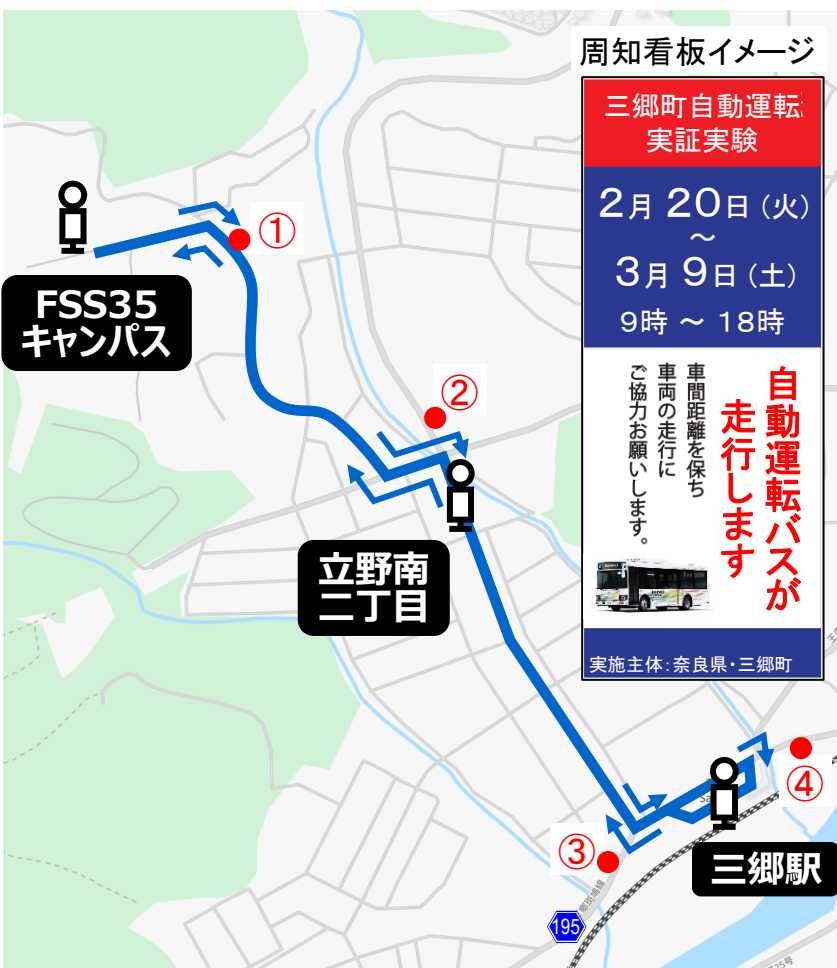 周知看板イメージ
三郷町自動運転
実証実験
2月 20日（火）
～
3月 9日（土）
9時 ～ 18時
自動運転バスが
走行します
車間距離を保ち
車両の走行に
ご協力お願いします。
実施主体：奈良県・三郷町
①
FSS35
キャンパス
②
立野南
二丁目
④
③
三郷駅
195